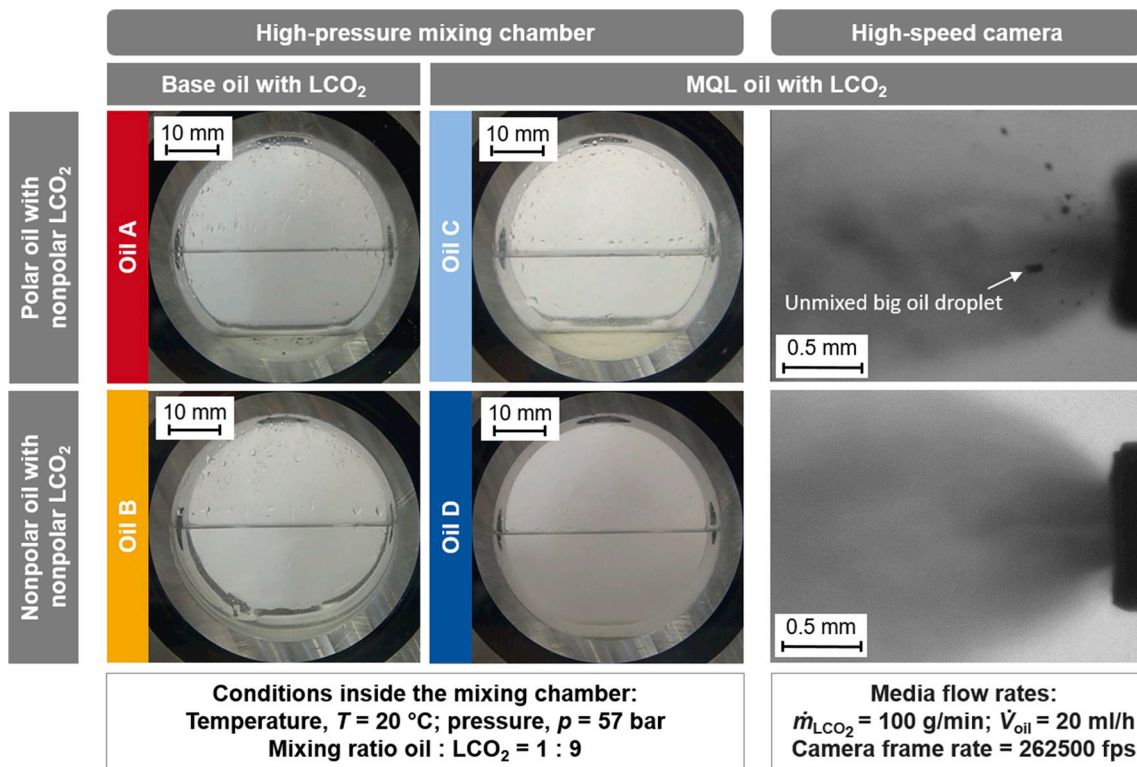 High-pressure mixing chamber
High-speed camera
Base oil with LCO₂
MQL oil with LCO₂
Polar oil with
nonpolar LCO₂
Oil A
10 mm
Oil C
10 mm
Unmixed big oil droplet
0.5 mm
Nonpolar oil with
nonpolar LCO₂
Oil B
10 mm
Oil D
10 mm
0.5 mm
Conditions inside the mixing chamber:
Temperature, T = 20 °C; pressure, p = 57 bar
Mixing ratio oil : LCO₂ = 1 : 9
Media flow rates:
ṁLCO₂ = 100 g/min; V̇oil = 20 ml/h
Camera frame rate = 262500 fps